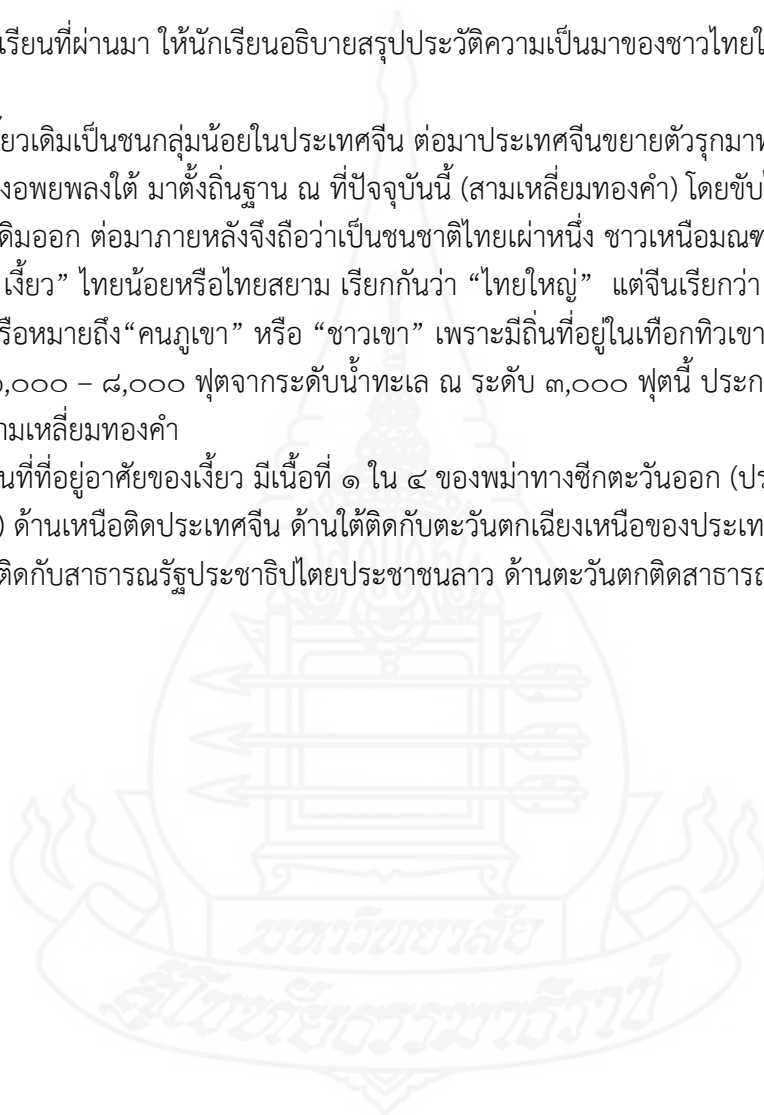 เรียนที่ผ่านมา ให้นักเรียนอธิบายสรุปประวัติความเป็นมาของชาวไทยใ
ี้ยวเดิมเป็นชนกลุ่มน้อยในประเทศจีน ต่อมาประเทศจีนขยายตัวรุกมาท
งอพยพลงใต้ มาตั้งถิ่นฐาน ณ ที่ปัจจุบันนี้ (สามเหลี่ยมทองคำ) โดยขับไ
ดิมออก ต่อมาภายหลังจึงถือว่าเป็นชนชาติไทยเผ่าหนึ่ง ชาวเหนือมณฑ
เงี้ยว” ไทยน้อยหรือไทยสยาม เรียกกันว่า “ไทยใหญ่” แต่จีนเรียกว่า
รือหมายถึง“คนภูเขา” หรือ “ชาวเขา” เพราะมีถิ่นที่อยู่ในเทือกทิวเขา
,๐๐๐ – ๘,๐๐๐ ฟุตจากระดับน้ำทะเล ณ ระดับ ๓,๐๐๐ ฟุตนี้ ประก
ามเหลี่ยมทองคำ
นที่ที่อยู่อาศัยของเงี้ยว มีเนื้อที่ ๑ ใน ๔ ของพม่าทางซีกตะวันออก (ปร
) ด้านเหนือติดประเทศจีน ด้านใต้ติดกับตะวันตกเฉียงเหนือของประเท
ติดกับสาธารณรัฐประชาธิปไตยประชาชนลาว ด้านตะวันตกติดสาธารณ
มหาวิทยาลัย
สุโขทัยธรรมาธิราช